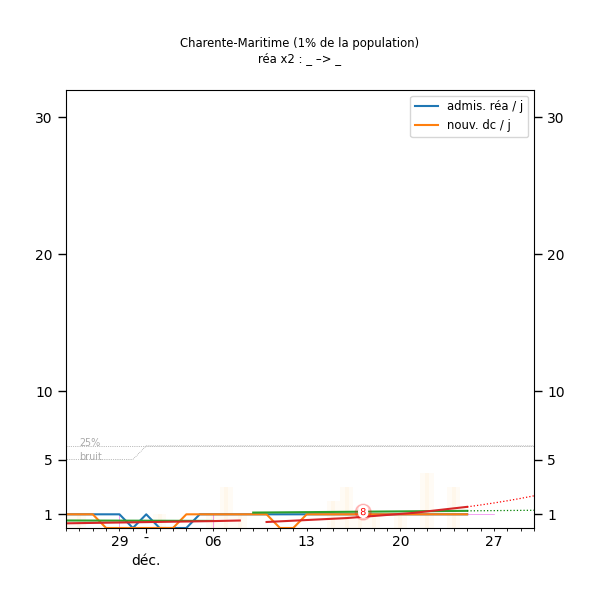 Charente-Maritime (1% de la population)
réa x2 : _ –> _
admis. réa / j
nouv. dc / j
30 30
20 20
10 10
25%
bruit
5 5
8
1 1
29 - 06 13 20 27
déc.